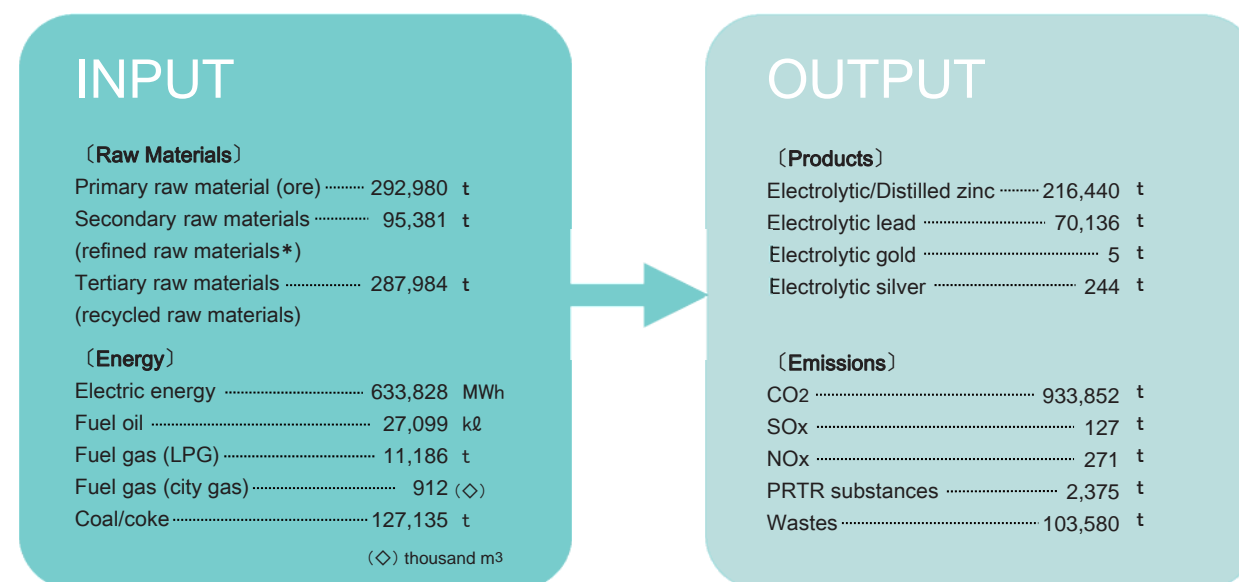 INPUT
〔Raw Materials〕
Primary raw material (ore) ········· 292,980 t
Secondary raw materials ············· 95,381 t
(refined raw materials*)
Tertiary raw materials ················· 287,984 t
(recycled raw materials)
〔Energy〕
Electric energy ································ 633,828 MWh
Fuel oil ··················································· 27,099 kℓ
Fuel gas (LPG) ··································· 11,186 t
Fuel gas (city gas) ································· 912 (◇)
Coal/coke ············································· 127,135 t
(◇) thousand m3
OUTPUT
〔Products〕
Electrolytic/Distilled zinc ········· 216,440 t
Electrolytic lead ···························· 70,136 t
Electrolytic gold ········································ 5 t
Electrolytic silver ································· 244 t
〔Emissions〕
CO2 ··················································· 933,852 t
SOx ···························································· 127 t
NOx ···························································· 271 t
PRTR substances ·························· 2,375 t
Wastes ·············································· 103,580 t